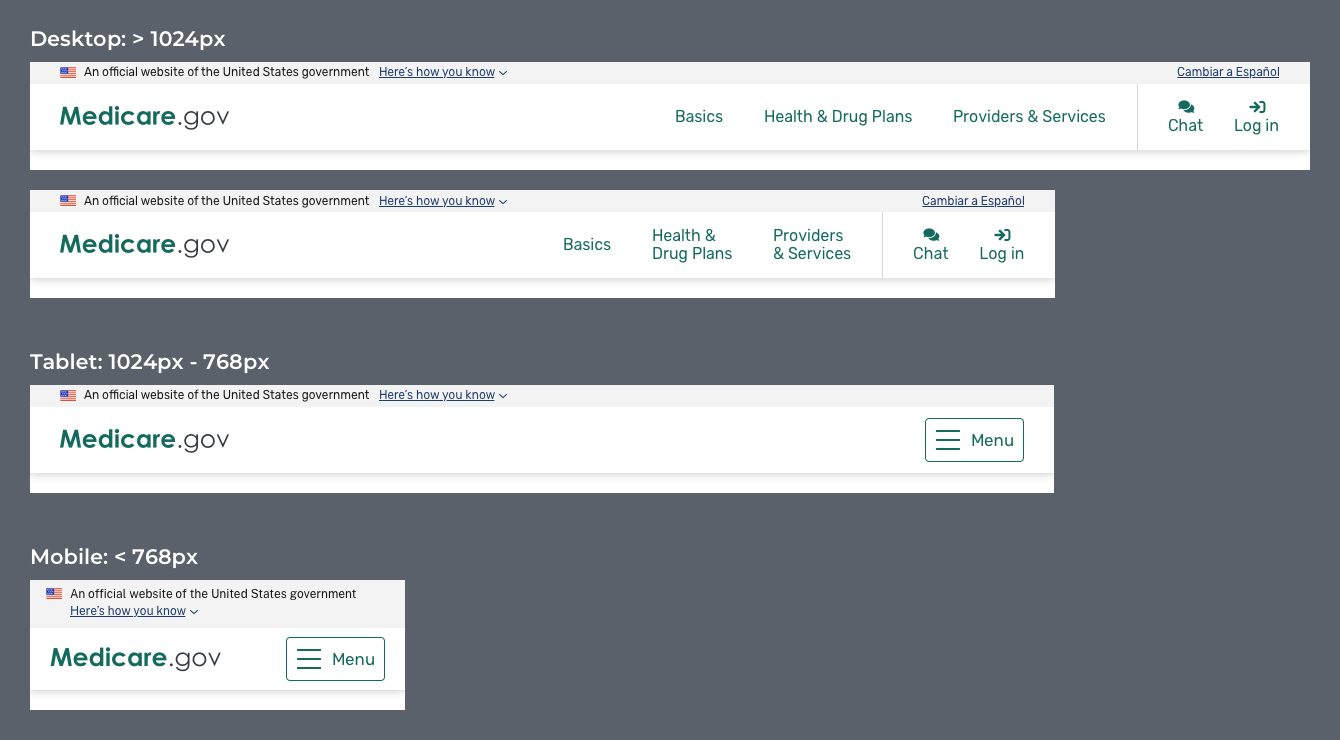 Desktop: > 1024px
An official website of the United States government Here's how you know Cambiar a Español
Medicare.gov Basics Health & Drug Plans Providers & Services Chat Log in
An official website of the United States government Here's how you know Cambiar a Español
Medicare.gov Basics Health & Drug Plans Providers & Services Chat Log in
Tablet: 1024px - 768px
An official website of the United States government Here's how you know
Medicare.gov Menu
Mobile: < 768px
An official website of the United States government
Here's how you know
Medicare.gov Menu